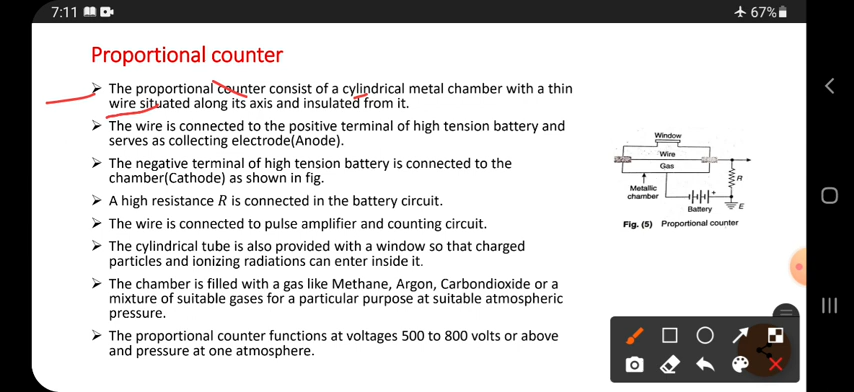 7:11
67%
Proportional counter
➢ The proportional counter consist of a cylindrical metal chamber with a thin
wire situated along its axis and insulated from it.
➢ The wire is connected to the positive terminal of high tension battery and
serves as collecting electrode(Anode).
➢ The negative terminal of high tension battery is connected to the
chamber(Cathode) as shown in fig.
➢ A high resistance R is connected in the battery circuit.
➢ The wire is connected to pulse amplifier and counting circuit.
➢ The cylindrical tube is also provided with a window so that charged
particles and ionizing radiations can enter inside it.
➢ The chamber is filled with a gas like Methane, Argon, Carbondioxide or a
mixture of suitable gases for a particular purpose at suitable atmospheric
pressure.
➢ The proportional counter functions at voltages 500 to 800 volts or above
and pressure at one atmosphere.
Window
Wire
Gas
Metallic
chamber
R
+
Battery
E
Fig. (5) Proportional counter